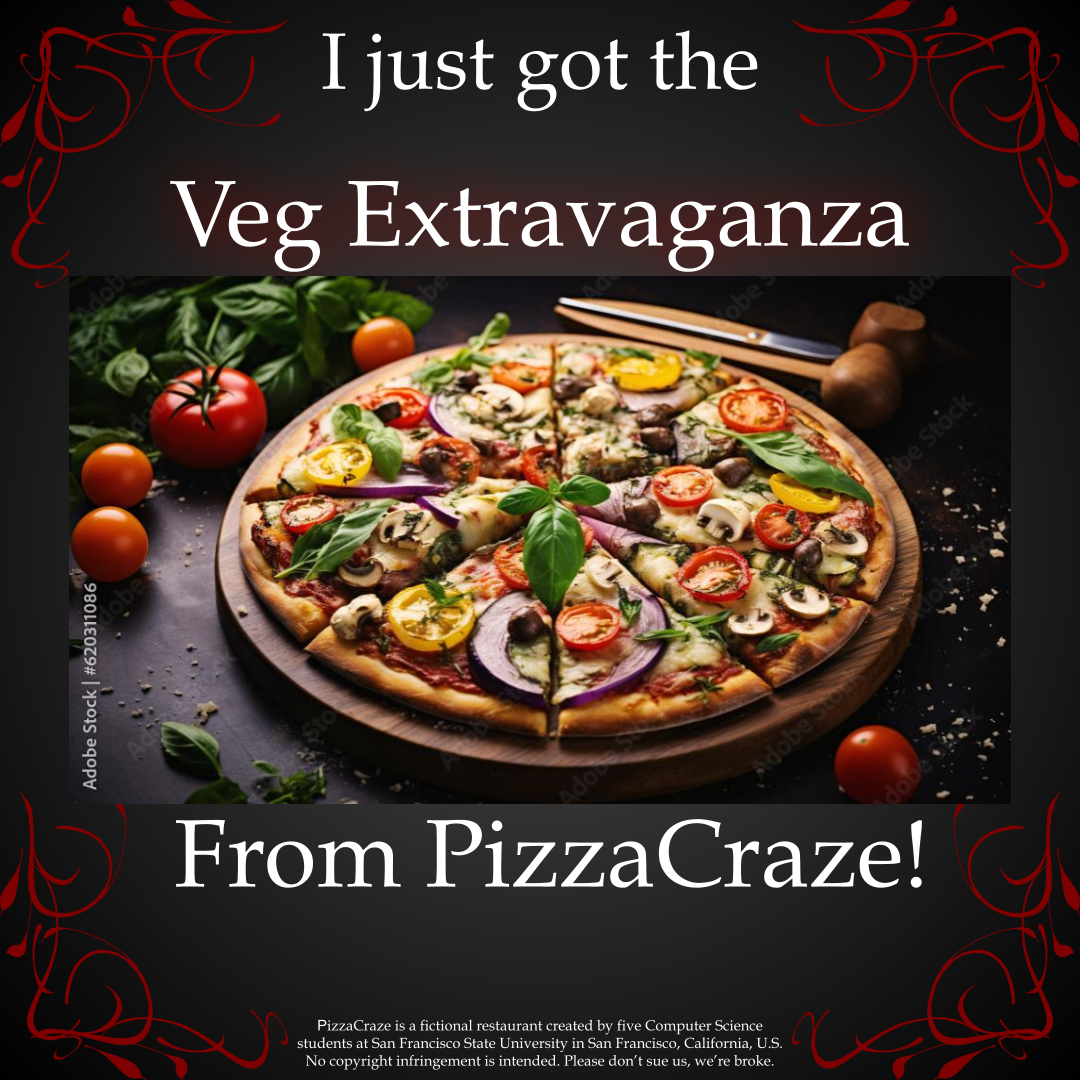 I just got the
Veg Extravaganza
Adobe Stock | #620311086
From PizzaCraze!
PizzaCraze is a fictional restaurant created by five Computer Science
students at San Francisco State University in San Francisco, California, U.S.
No copyright infringement is intended. Please don’t sue us, we’re broke.